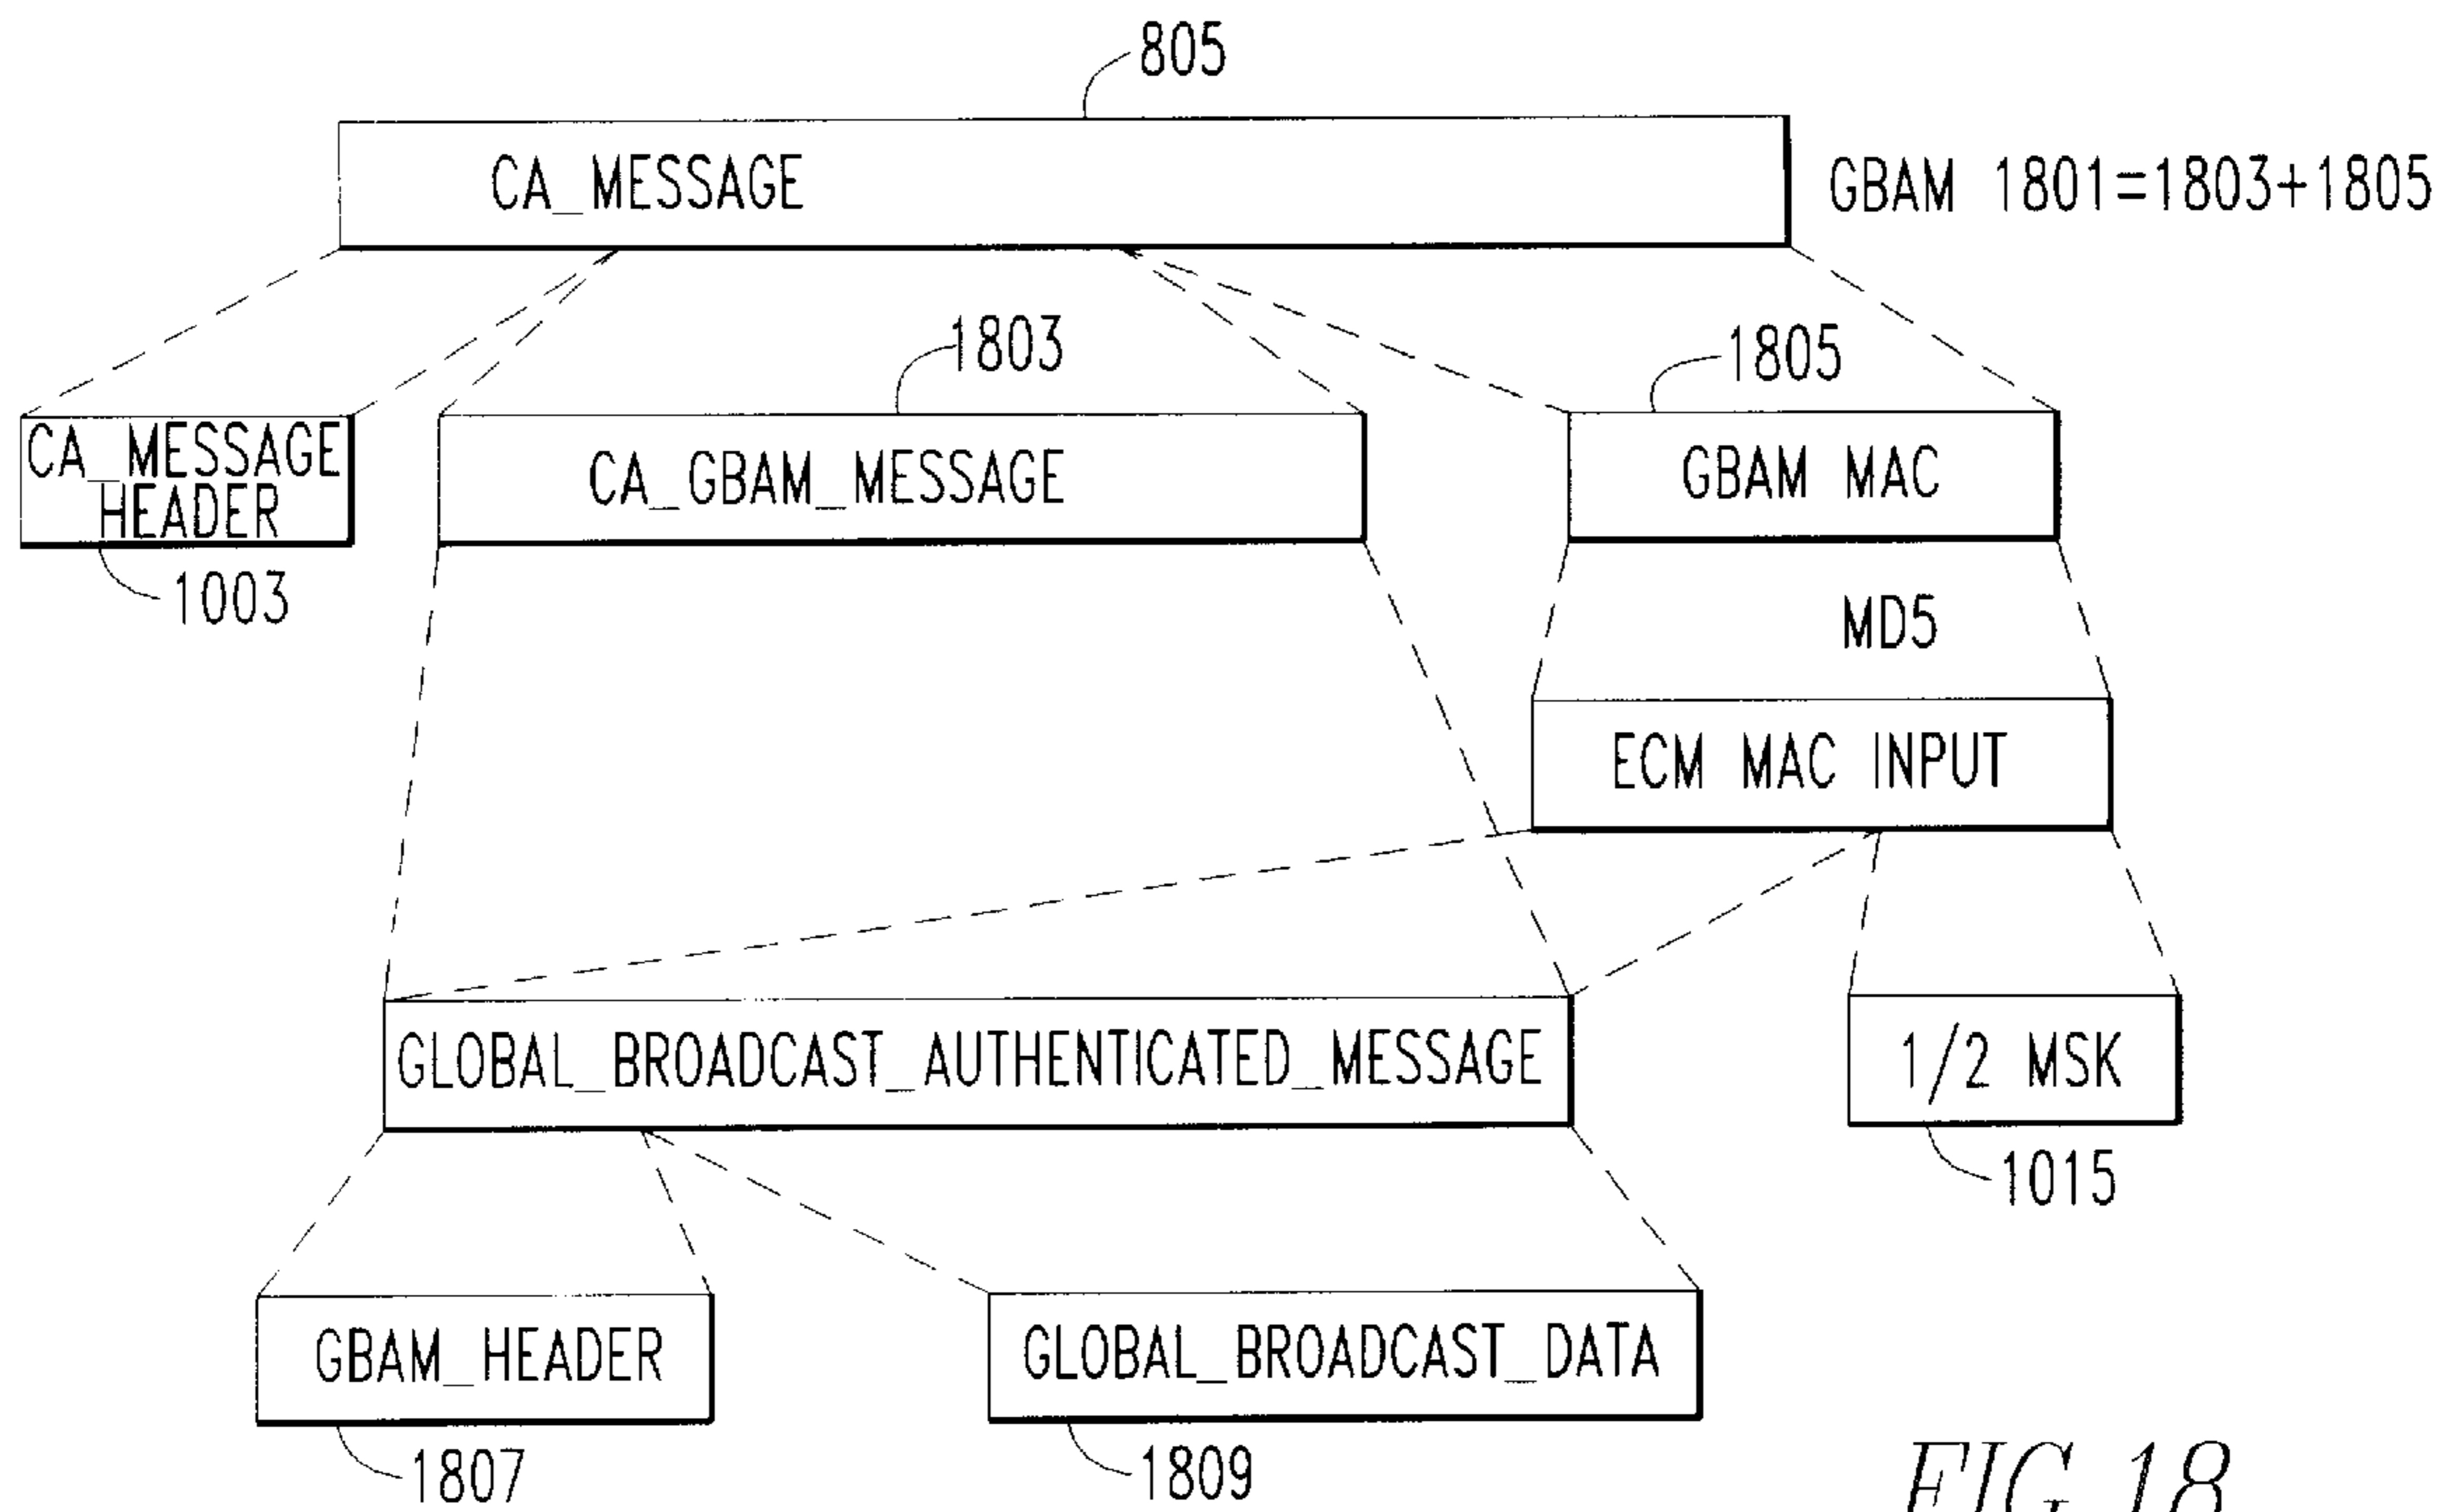 805
CA_MESSAGE
GBAM 1801=1803+1805
1803
1805
CA_MESSAGE
HEADER
CA_GBAM_MESSAGE
GBAM MAC
1003
MD5
ECM MAC INPUT
GLOBAL_BROADCAST_AUTHENTICATED_MESSAGE
1/2 MSK
1015
GBAM_HEADER
GLOBAL_BROADCAST_DATA
1807
1809
FIG. 18